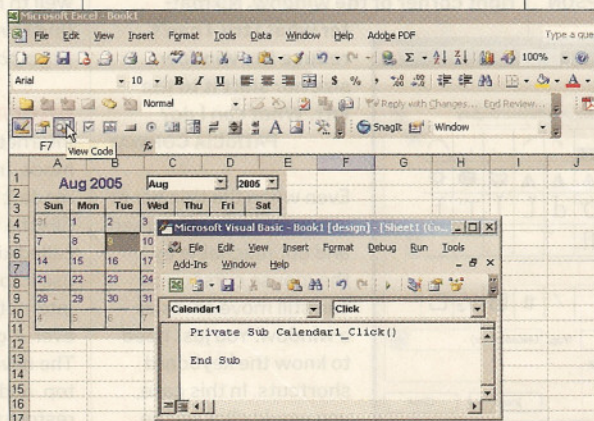 Microsoft Excel - Book1
File Edit View Insert Format Tools Data Window Help Adobe PDF Type a que
100%
Arial 10 B I U $ % ,
Normal Reply with Changes... End Review...
A SnagIt Window
F7 fx
View Code
A B C D E F G H I J
1 Aug 2005 Aug 2005
2
3 Sun Mon Tue Wed Thu Fri Sat
4 31 1 2 3
5 7 8 9 10
6 14 15 16 17
7
8 21 22 23 24
9 28 29 30 31
10 4 5 6 7
11
12
13
14
15
16
17
Microsoft Visual Basic - Book1 [design] - [Sheet1 (Co...
File Edit View Insert Format Debug Run Tools
Add-Ins Window Help
Calendar1 Click
Private Sub Calendar1_Click()
End Sub